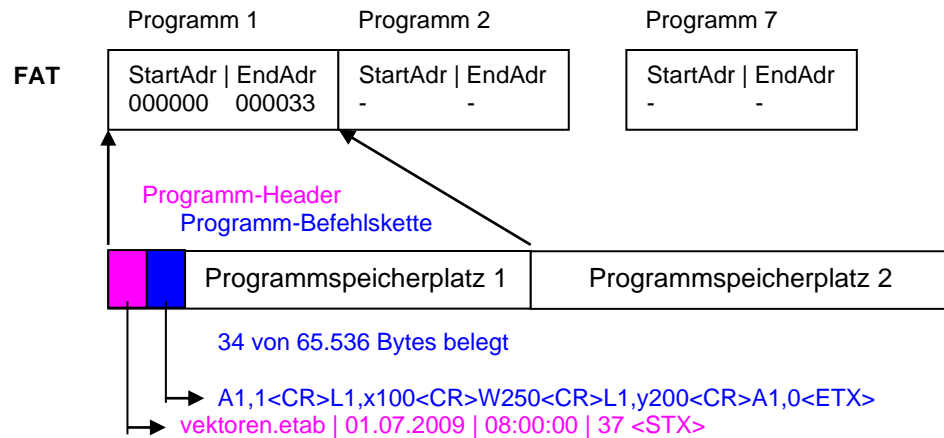 Programm 1 Programm 2 Programm 7
FAT StartAdr | EndAdr StartAdr | EndAdr StartAdr | EndAdr
000000 000033 - - - -
Programm-Header
Programm-Befehlskette
Programmspeicherplatz 1 Programmspeicherplatz 2
34 von 65.536 Bytes belegt
A1,1<CR>L1,x100<CR>W250<CR>L1,y200<CR>A1,0<ETX>
vektoren.etab | 01.07.2009 | 08:00:00 | 37 <STX>